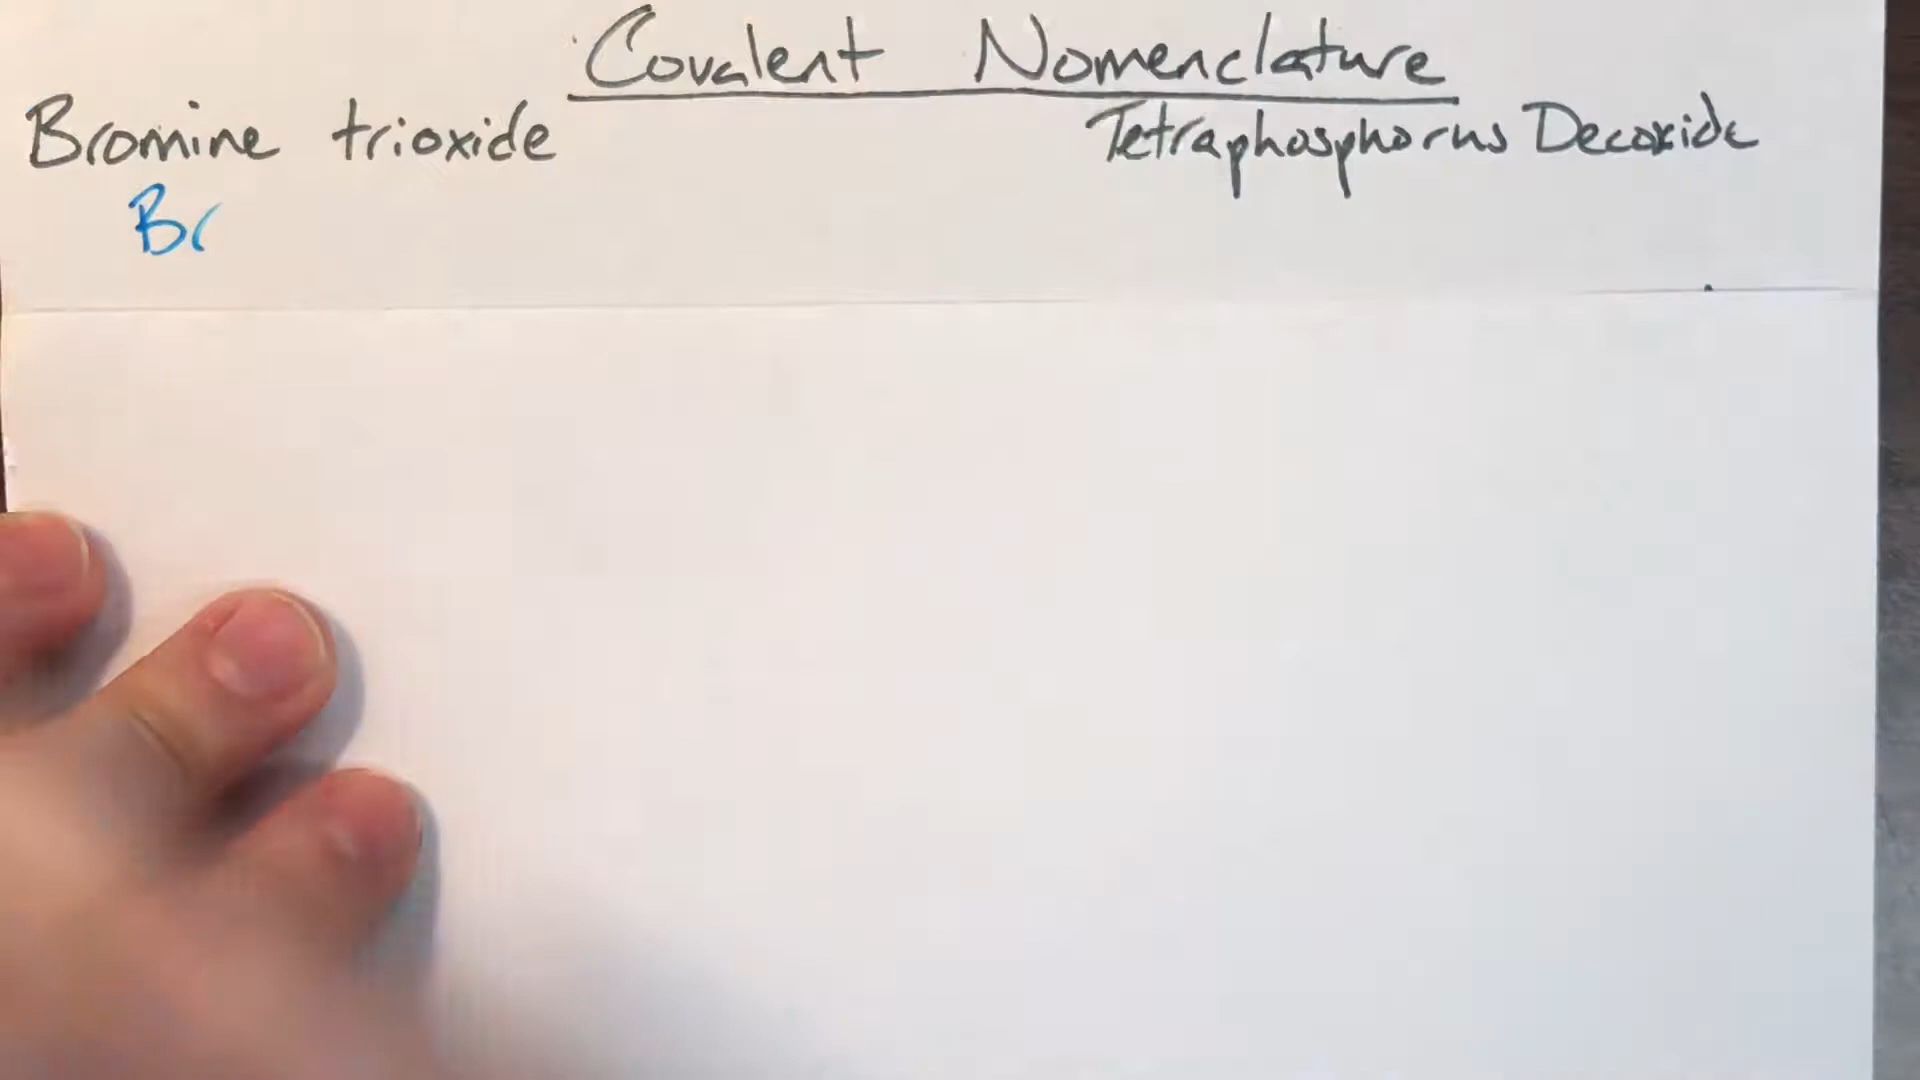 Covalent Nomenclature
Bromine trioxide
Tetraphosphorus Decoxide
Br